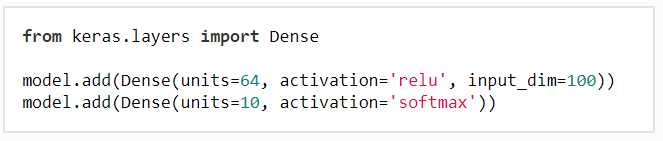 from keras.layers import Dense
model.add(Dense(units=64, activation='relu', input_dim=100))
model.add(Dense(units=10, activation='softmax'))